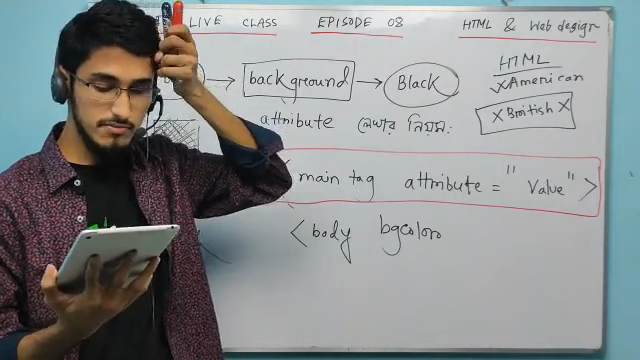 LIVE CLASS EPISODE 08 HTML & Web design
background Black
HTML
✓American
X British X
attribute লেখার নিয়ম:
main tag attribute = " Value" >
< body bgcolor